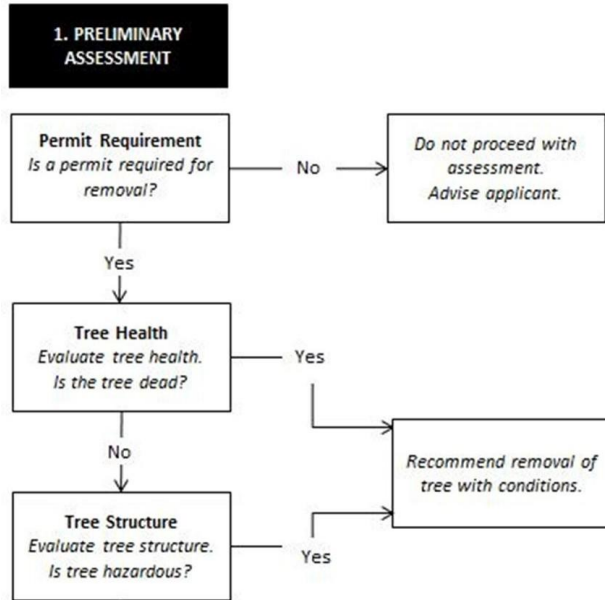 1. PRELIMINARY
ASSESSMENT
Permit Requirement
Is a permit required for
removal?
No
Do not proceed with
assessment.
Advise applicant.
Yes
Tree Health
Evaluate tree health.
Is the tree dead?
Yes
No
Recommend removal of
tree with conditions.
Tree Structure
Evaluate tree structure.
Is tree hazardous?
Yes